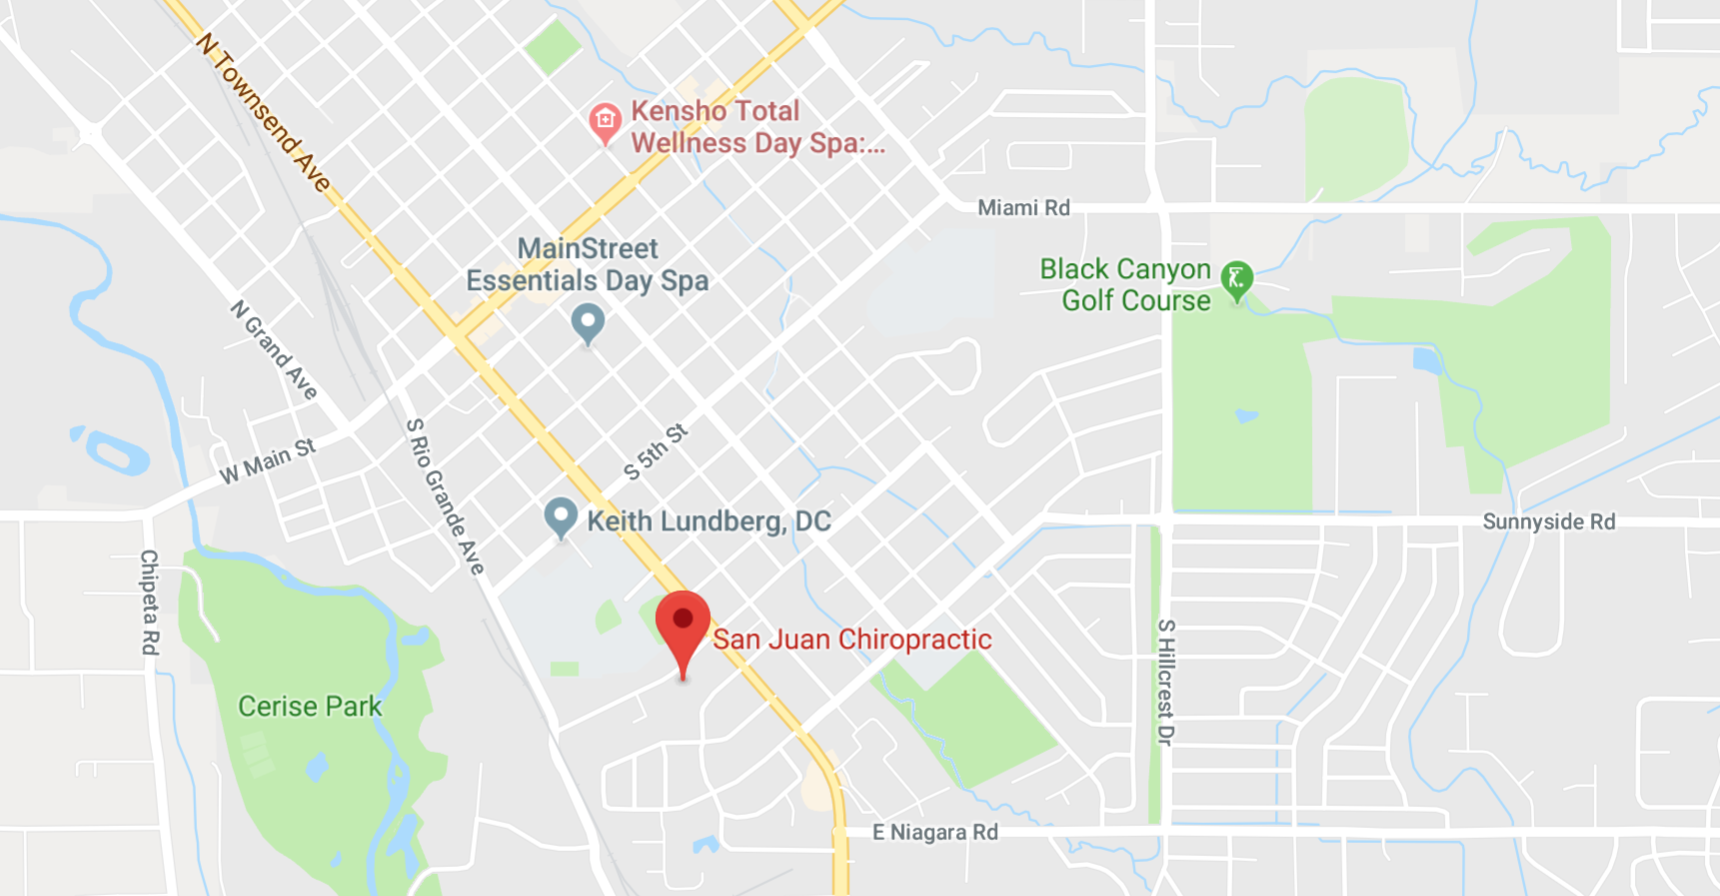 N Townsend Ave
Kensho Total
Wellness Day Spa:...
Miami Rd
MainStreet
Essentials Day Spa
Black Canyon
Golf Course
N Grand Ave
S Rio Grande Ave
S 5th St
W Main St
Keith Lundberg, DC
Sunnyside Rd
Chipeta Rd
San Juan Chiropractic
S Hillcrest Dr
Cerise Park
E Niagara Rd